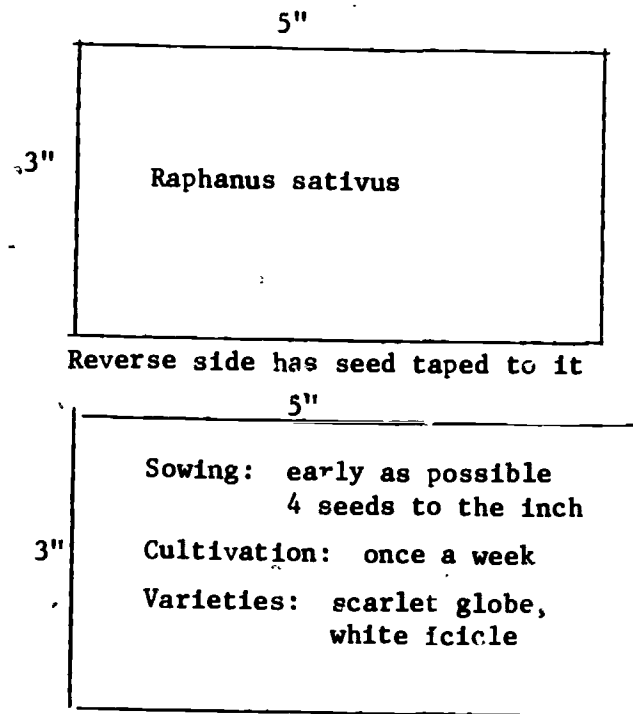 5"
3"
Raphanus sativus
Reverse side has seed taped to it
5"
Sowing: early as possible
4 seeds to the inch
3"
Cultivation: once a week
Varieties: scarlet globe,
white icicle